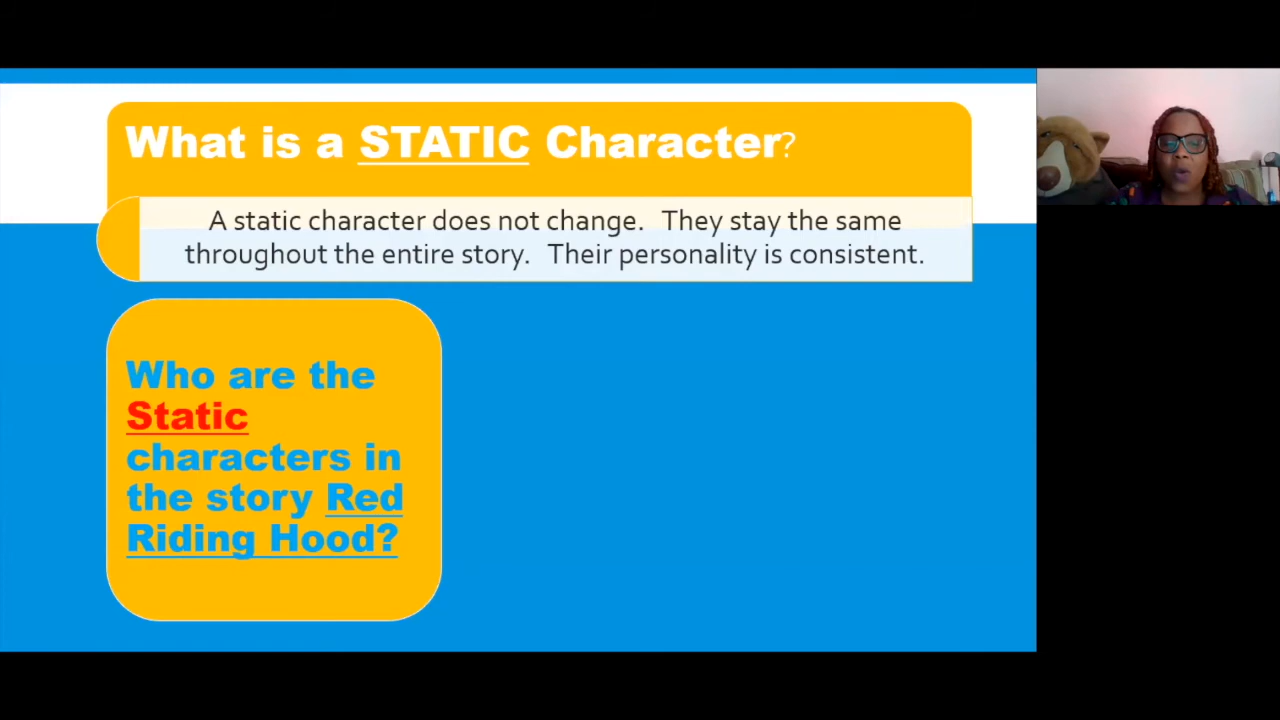 What is a STATIC Character?
A static character does not change. They stay the same
throughout the entire story. Their personality is consistent.
Who are the
Static
characters in
the story Red
Riding Hood?